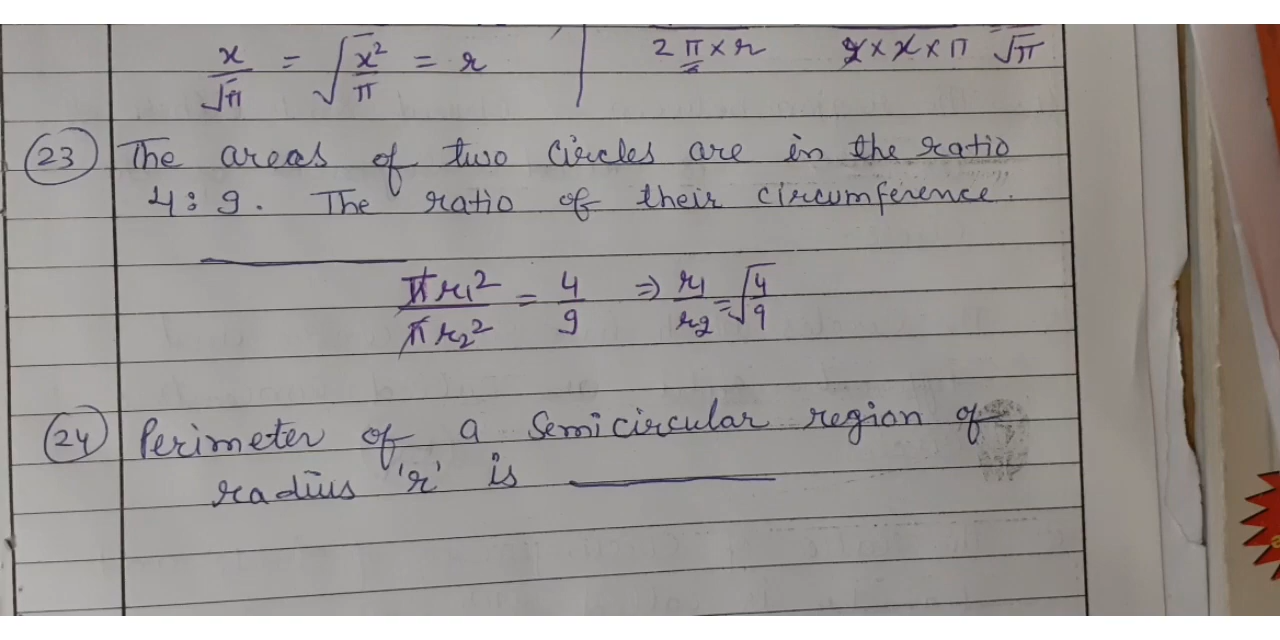 x/√π = √x²/π = r
2π×r 2×x×π √π
(23) The areas of two circles are in the ratio
4:9. The ratio of their circumference.
πr₁²/πr₂² = 4/9 ⇒ r₁/r₂ = √4/9
(24) Perimeter of a semicircular region of
radius 'r' is